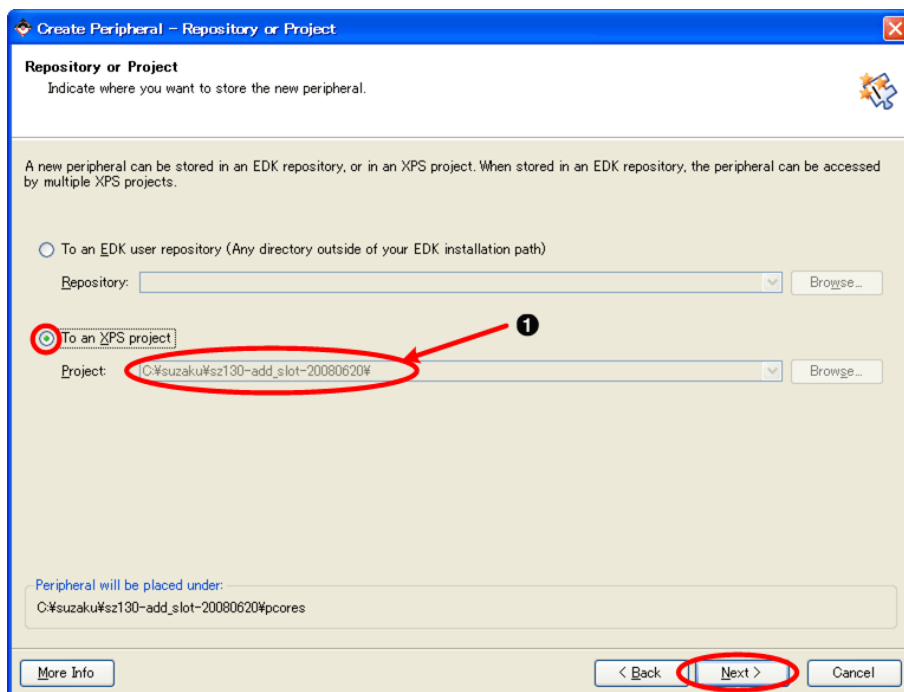 Create Peripheral - Repository or Project
Repository or Project
Indicate where you want to store the new peripheral.
A new peripheral can be stored in an EDK repository, or in an XPS project. When stored in an EDK repository, the peripheral can be accessed
by multiple XPS projects.
To an EDK user repository (Any directory outside of your EDK installation path)
Repository: Browse...
❶
To an XPS project
Project: C:¥suzaku¥sz130-add_slot-20080620¥ Browse...
Peripheral will be placed under:
C:¥suzaku¥sz130-add_slot-20080620¥pcores
More Info < Back Next > Cancel